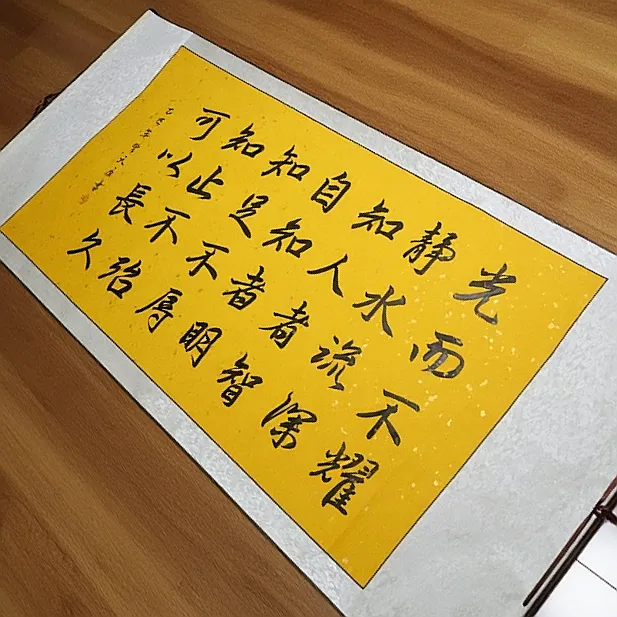 光而不耀
静水流深
知人者智
自知者明
知足不辱
知止不殆
可以長久